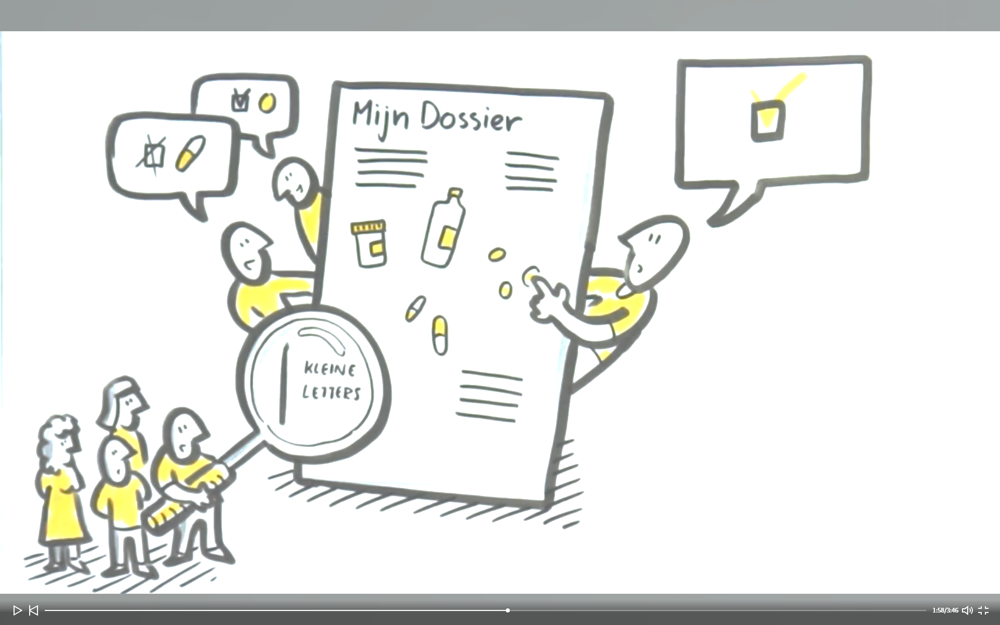 Mijn Dossier
KLEINE
LETTERS
1:58/3:46